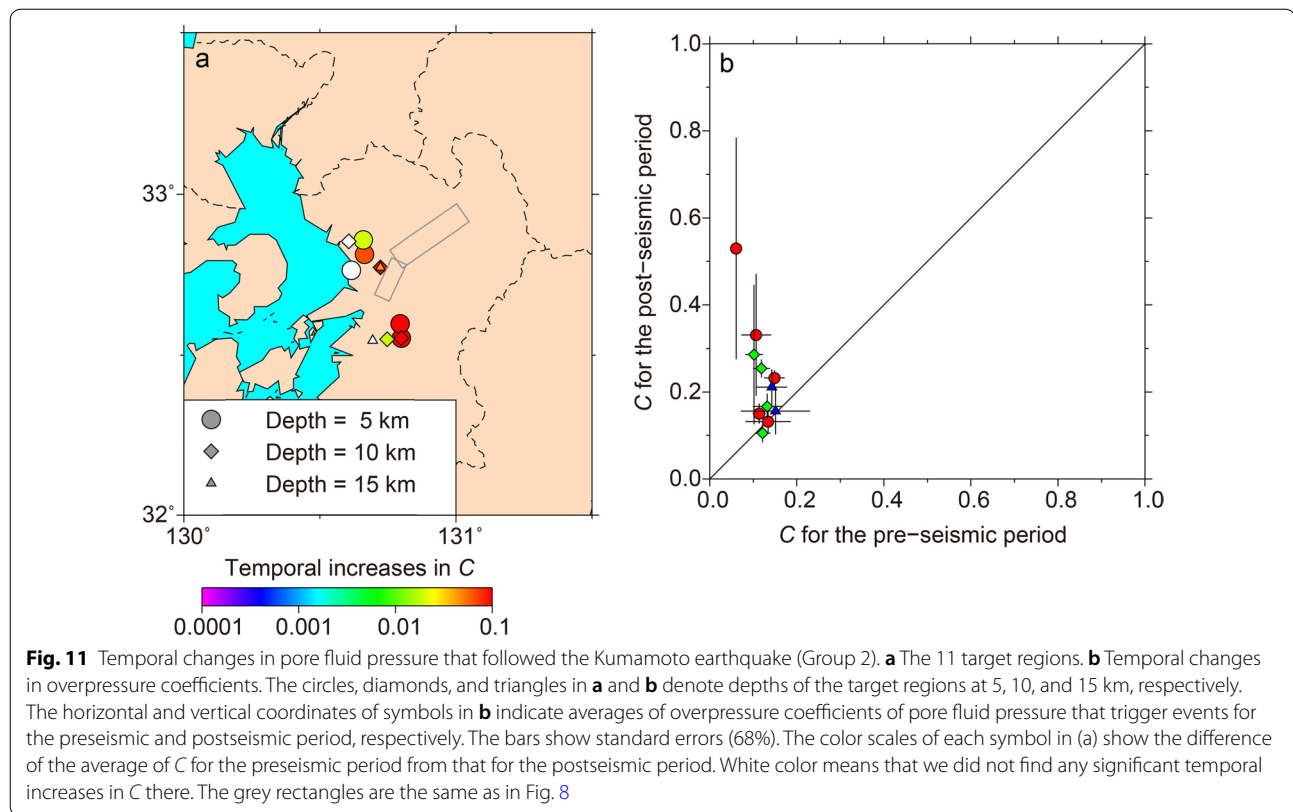 a
33°
32°
130°
131°
Depth = 5 km
Depth = 10 km
Depth = 15 km
Temporal increases in C
0.0001 0.001 0.01 0.1
b
1.0
0.8
0.6
0.4
0.2
0.0
C for the post−seismic period
0.0 0.2 0.4 0.6 0.8 1.0
C for the pre−seismic period
Fig. 11 Temporal changes in pore fluid pressure that followed the Kumamoto earthquake (Group 2). a The 11 target regions. b Temporal changes
in overpressure coefficients. The circles, diamonds, and triangles in a and b denote depths of the target regions at 5, 10, and 15 km, respectively.
The horizontal and vertical coordinates of symbols in b indicate averages of overpressure coefficients of pore fluid pressure that trigger events for
the preseismic and postseismic period, respectively. The bars show standard errors (68%). The color scales of each symbol in (a) show the difference
of the average of C for the preseismic period from that for the postseismic period. White color means that we did not find any significant temporal
increases in C there. The grey rectangles are the same as in Fig. 8